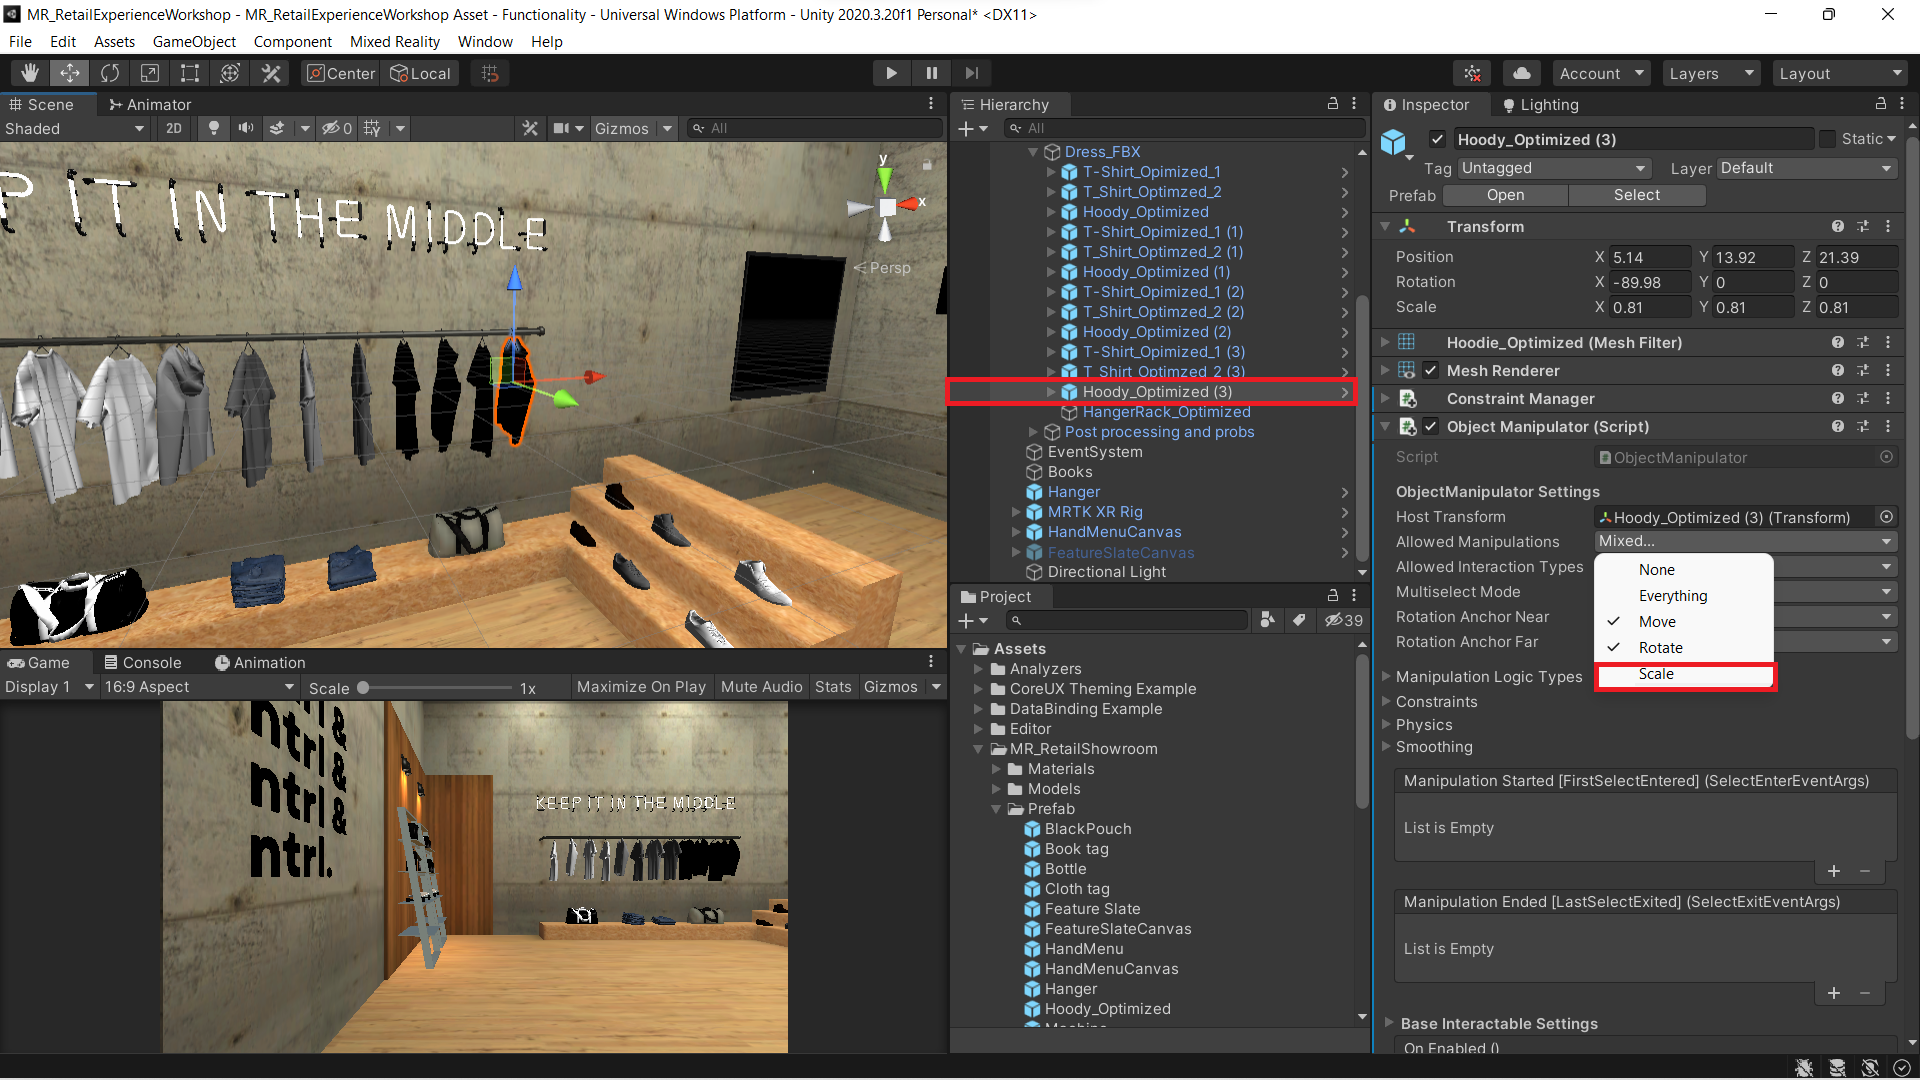 MR_RetailExperienceWorkshop - MR_RetailExperienceWorkshop Asset - Functionality - Universal Windows Platform - Unity 2020.3.20f1 Personal* <DX11>
File Edit Assets GameObject Component Mixed Reality Window Help
Center Local Account Layers Layout
Scene Animator
Shaded 2D 0 Gizmos All
P IT IN THE MIDDLE
y
x
Persp
Game Console Animation
Display 1 16:9 Aspect Scale 1x Maximize On Play Mute Audio Stats Gizmos
ntrl &
ntrl &
ntrl &
ntrl.
KEEP IT IN THE MIDDLE
Hierarchy
All
Dress_FBX
T-Shirt_Opimized_1
T_Shirt_Optimzed_2
Hoody_Optimized
T-Shirt_Opimized_1 (1)
T_Shirt_Optimzed_2 (1)
Hoody_Optimized (1)
T-Shirt_Opimized_1 (2)
T_Shirt_Optimzed_2 (2)
Hoody_Optimized (2)
T-Shirt_Opimized_1 (3)
T_Shirt_Optimzed_2 (3)
Hoody_Optimized (3)
HangerRack_Optimized
Post processing and probs
EventSystem
Books
Hanger
MRTK XR Rig
HandMenuCanvas
FeatureSlateCanvas
Directional Light
Project
39
Assets
Analyzers
CoreUX Theming Example
DataBinding Example
Editor
MR_RetailShowroom
Materials
Models
Prefab
BlackPouch
Book tag
Bottle
Cloth tag
Feature Slate
FeatureSlateCanvas
HandMenu
HandMenuCanvas
Hanger
Hoody_Optimized
Inspector Lighting
Hoody_Optimized (3) Static
Tag Untagged Layer Default
Prefab Open Select
Transform
Position X 5.14 Y 13.92 Z 21.39
Rotation X -89.98 Y 0 Z 0
Scale X 0.81 Y 0.81 Z 0.81
Hoodie_Optimized (Mesh Filter)
Mesh Renderer
Constraint Manager
Object Manipulator (Script)
Script ObjectManipulator
ObjectManipulator Settings
Host Transform Hoody_Optimized (3) (Transform)
Allowed Manipulations Mixed...
Allowed Interaction Types
Multiselect Mode
Rotation Anchor Near
Rotation Anchor Far
None
Everything
Move
Rotate
Scale
Manipulation Logic Types
Constraints
Physics
Smoothing
Manipulation Started [FirstSelectEntered] (SelectEnterEventArgs)
List is Empty
Manipulation Ended [LastSelectExited] (SelectExitEventArgs)
List is Empty
Base Interactable Settings
On Enabled ()